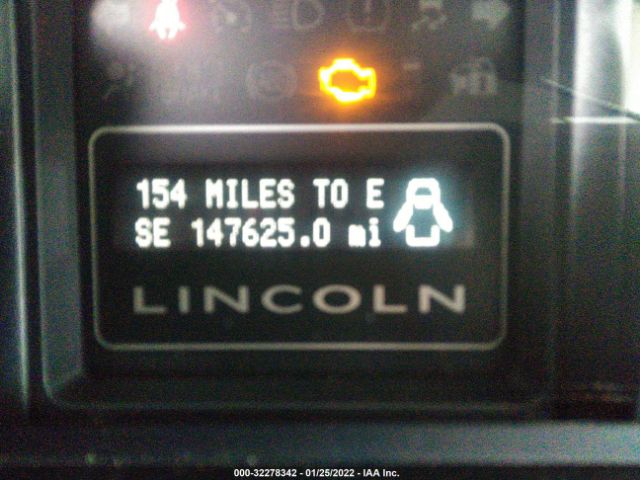 154 MILES TO E
SE 147625.0 mi
LINCOLN
000-32278342 - 01/25/2022 - IAA Inc.